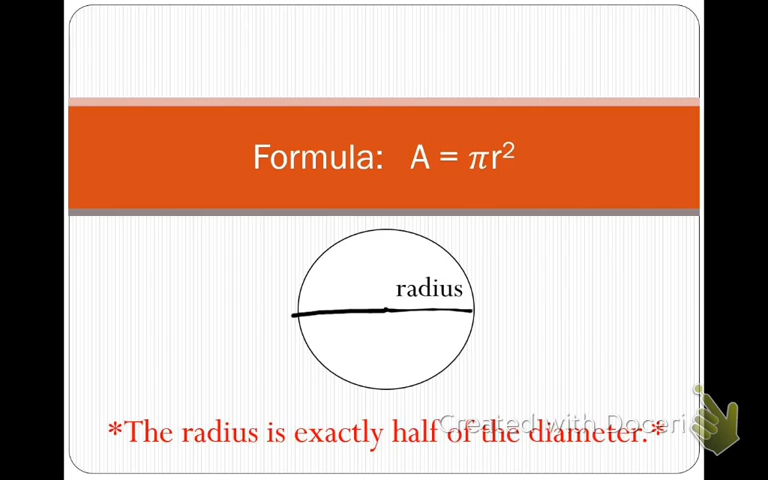 Formula: A = πr²
radius
*The radius is exactly half of the diameter.*
Created with Doceri